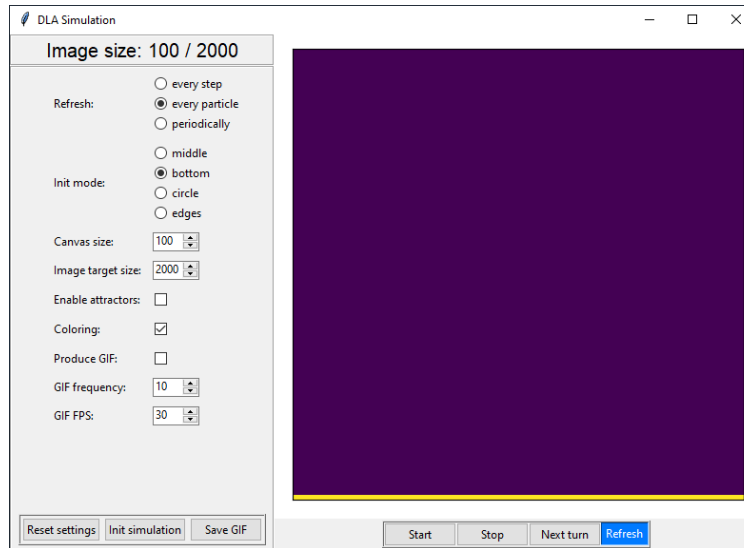 DLA Simulation
Image size: 100 / 2000
Refresh:
every step
every particle
periodically
Init mode:
middle
bottom
circle
edges
Canvas size: 100
Image target size: 2000
Enable attractors:
Coloring:
Produce GIF:
GIF frequency: 10
GIF FPS: 30
Reset settings Init simulation Save GIF
Start Stop Next turn Refresh